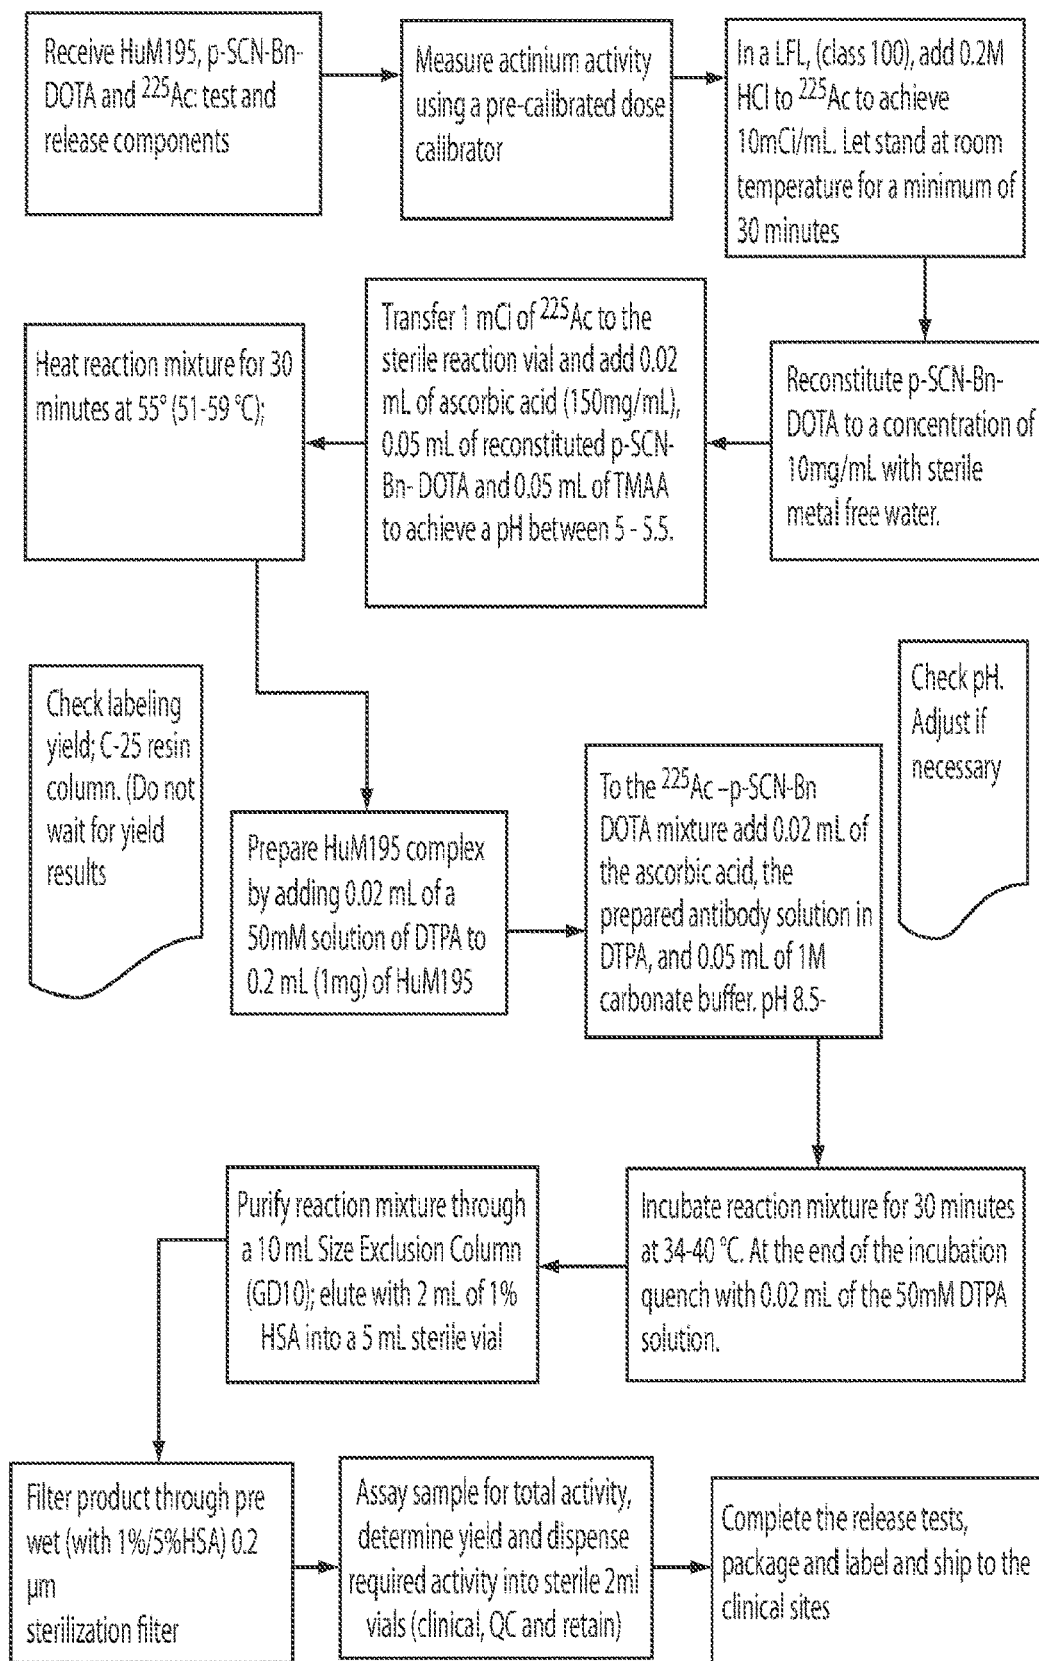 Receive HuM195, p-SCN-Bn-
DOTA and 225Ac: test and
release components
Measure actinium activity
using a pre-calibrated dose
calibrator
In a LFL, (class 100), add 0.2M
HCl to 225Ac to achieve
10mCi/mL. Let stand at room
temperature for a minimum of
30 minutes
Reconstitute p-SCN-Bn-
DOTA to a concentration of
10mg/mL with sterile
metal free water.
Transfer 1 mCi of 225Ac to the
sterile reaction vial and add 0.02
mL of ascorbic acid (150mg/mL),
0.05 mL of reconstituted p-SCN-
Bn- DOTA and 0.05 mL of TMAA
to achieve a pH between 5 - 5.5.
Heat reaction mixture for 30
minutes at 55° (51-59 °C);
Check labeling
yield; C-25 resin
column. (Do not
wait for yield
results
Prepare HuM195 complex
by adding 0.02 mL of a
50mM solution of DTPA to
0.2 mL (1mg) of HuM195
To the 225Ac –p-SCN-Bn
DOTA mixture add 0.02 mL of
the ascorbic acid, the
prepared antibody solution in
DTPA, and 0.05 mL of 1M
carbonate buffer. pH 8.5-
Check pH.
Adjust if
necessary
Incubate reaction mixture for 30 minutes
at 34-40 °C. At the end of the incubation
quench with 0.02 mL of the 50mM DTPA
solution.
Purify reaction mixture through
a 10 mL Size Exclusion Column
(GD10); elute with 2 mL of 1%
HSA into a 5 mL sterile vial
Filter product through pre
wet (with 1%/5%HSA) 0.2
µm
sterilization filter
Assay sample for total activity,
determine yield and dispense
required activity into sterile 2ml
vials (clinical, QC and retain)
Complete the release tests,
package and label and ship to the
clinical sites